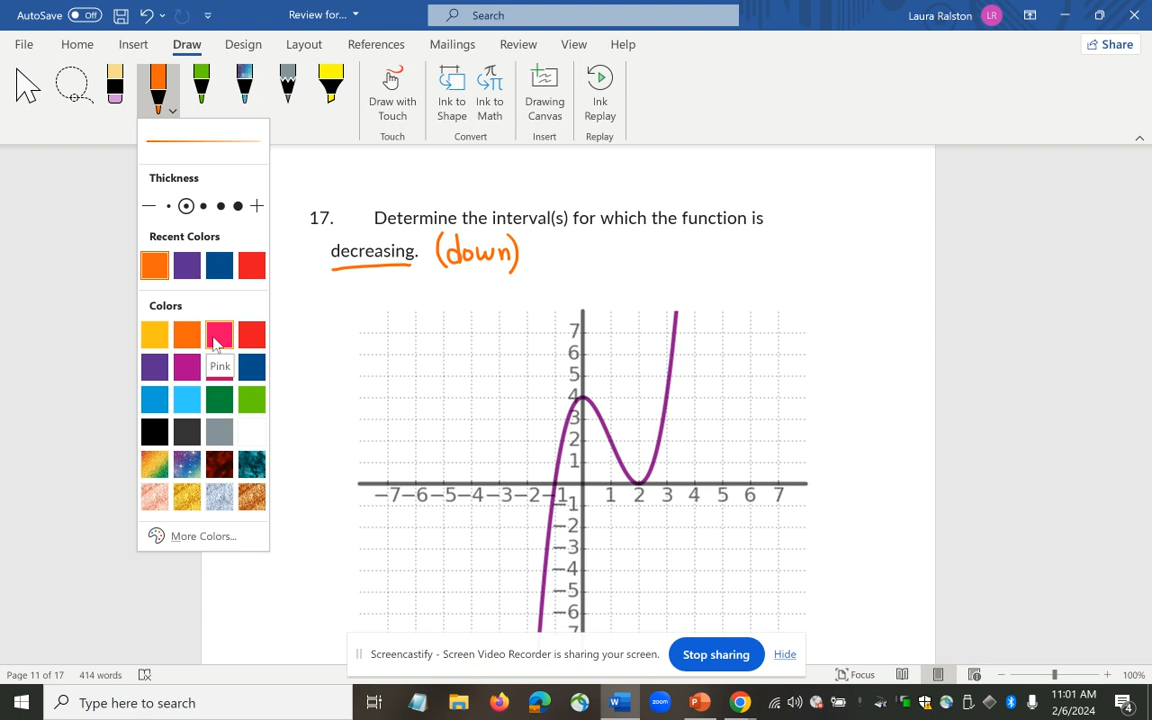 AutoSave Off Review for... Search Laura Ralston LR
File Home Insert Draw Design Layout References Mailings Review View Help Share
Draw with Touch Ink to Shape Ink to Math Drawing Canvas Ink Replay
Touch Convert Insert Replay
Thickness
Recent Colors
Colors
Pink
More Colors...
17. Determine the interval(s) for which the function is
decreasing. (down)
7
6
5
4
3
2
1
−7 −6 −5 −4 −3 −2 −1 1 2 3 4 5 6 7
−1
−2
−3
−4
−5
−6
7
Screencastify - Screen Video Recorder is sharing your screen. Stop sharing Hide
Page 11 of 17 414 words Focus 100%
Type here to search W zoom P 11:01 AM
2/6/2024 4